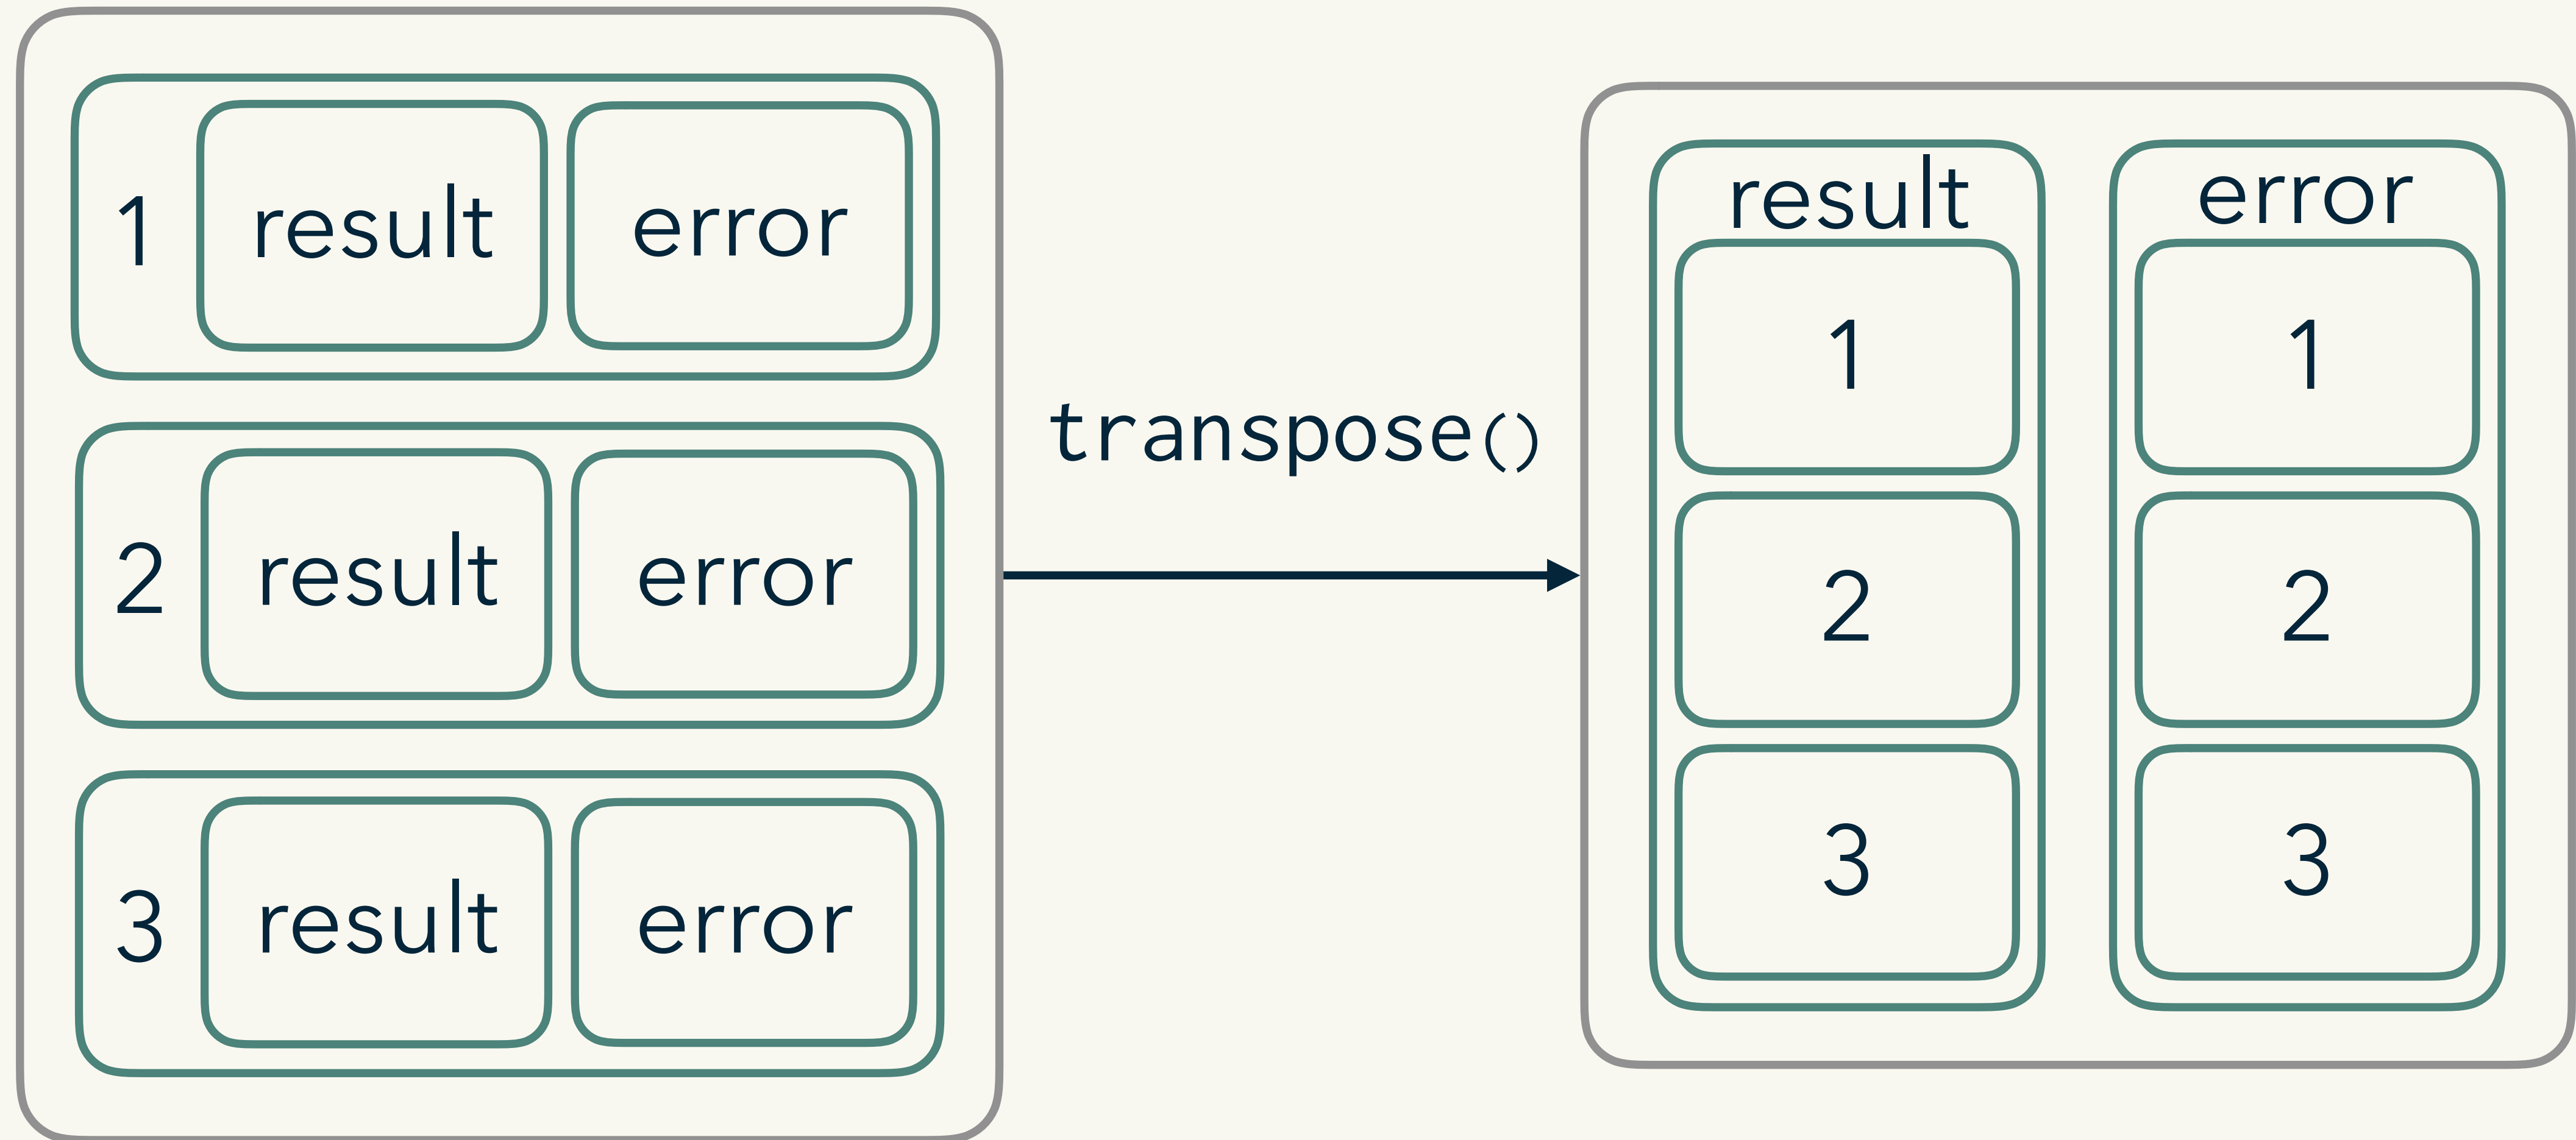 1 result error
2 result error
3 result error
transpose()
result error
1 1
2 2
3 3